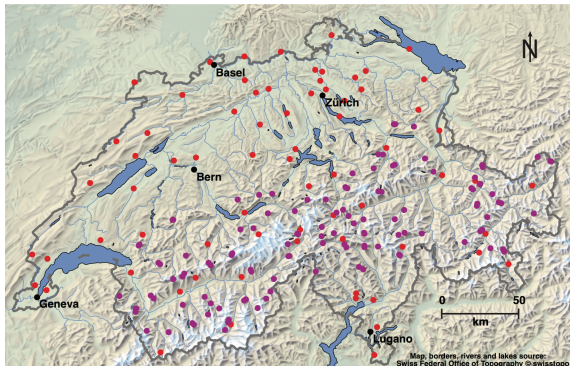 N
Basel
Zürich
Bern
Geneva
Lugano
0 50
km
Map, borders, rivers and lakes source:
Swiss Federal Office of Topography © swisstopo